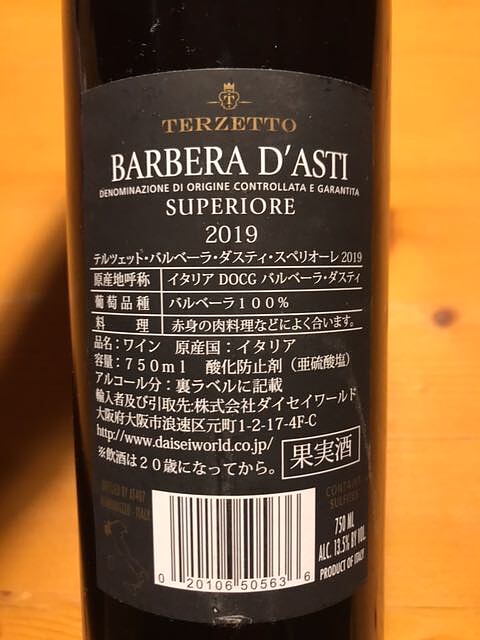 T
TERZETTO
BARBERA D'ASTI
DENOMINAZIONE DI ORIGINE CONTROLLATA E GARANTITA
SUPERIORE
2019
テルツェット・バルベーラ・ダスティ・スペリオーレ 2019
原産地呼称 イタリア DOCG バルベーラ・ダスティ
葡萄品種 バルベーラ100%
料理 赤身の肉料理などによく合います。
品名:ワイン 原産国:イタリア
容量:750ml 酸化防止剤(亜硫酸塩)
アルコール分:裏ラベルに記載
輸入者及び引取先:株式会社ダイセイワールド
大阪府大阪市浪速区元町1-2-17-4F-C
http://www.daiseiworld.co.jp/
※飲酒は20歳になってから。
果実酒
BOTTLED BY AT407
- ITALY
CONTAINS
SULFITES
750 ML
ALC. 13.5% BY VOL.
PRODUCT OF ITALY
0 20106 50563 6